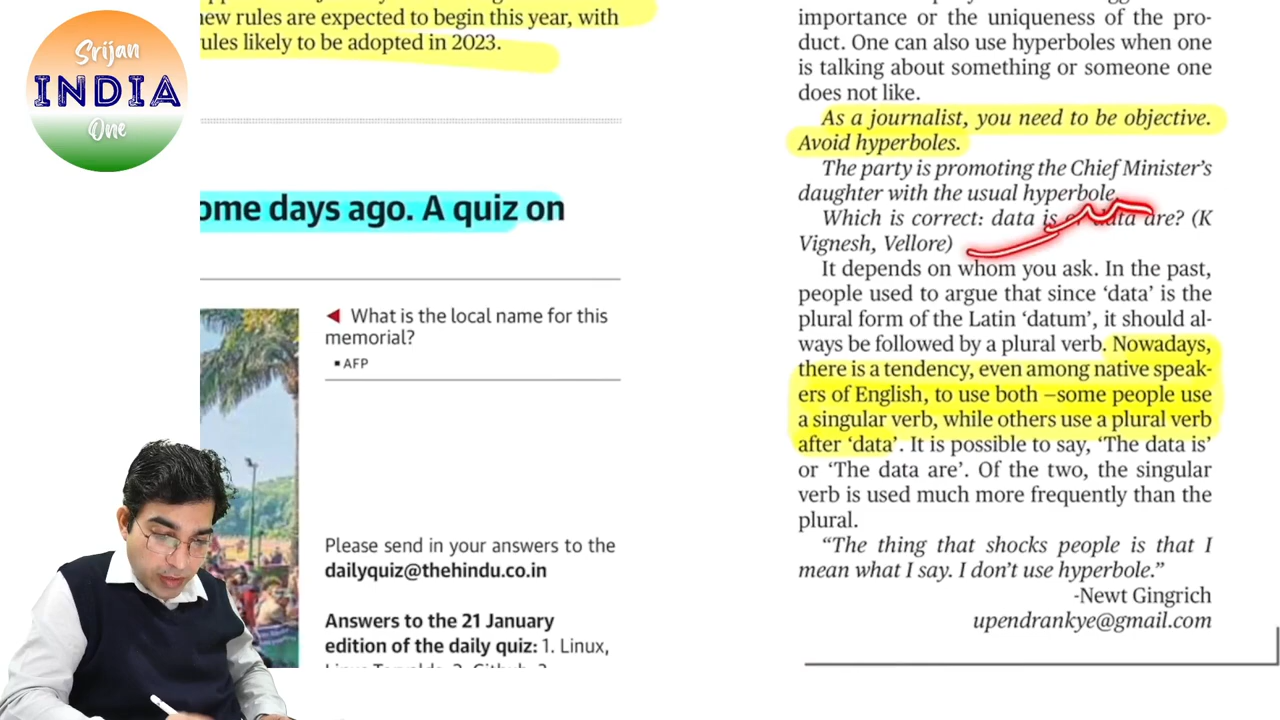 Srijan
INDIA
One
new rules are expected to begin this year, with
rules likely to be adopted in 2023.
ome days ago. A quiz on
◀ What is the local name for this
memorial?
▪ AFP
Please send in your answers to the
dailyquiz@thehindu.co.in
Answers to the 21 January
edition of the daily quiz: 1. Linux,
importance or the uniqueness of the pro-
duct. One can also use hyperboles when one
is talking about something or someone one
does not like.
As a journalist, you need to be objective.
Avoid hyperboles.
The party is promoting the Chief Minister's
daughter with the usual hyperbole.
Which is correct: data is or data are? (K
Vignesh, Vellore)
It depends on whom you ask. In the past,
people used to argue that since 'data' is the
plural form of the Latin 'datum', it should al-
ways be followed by a plural verb. Nowadays,
there is a tendency, even among native speak-
ers of English, to use both –some people use
a singular verb, while others use a plural verb
after 'data'. It is possible to say, 'The data is'
or 'The data are'. Of the two, the singular
verb is used much more frequently than the
plural.
"The thing that shocks people is that I
mean what I say. I don't use hyperbole."
-Newt Gingrich
upendrankye@gmail.com